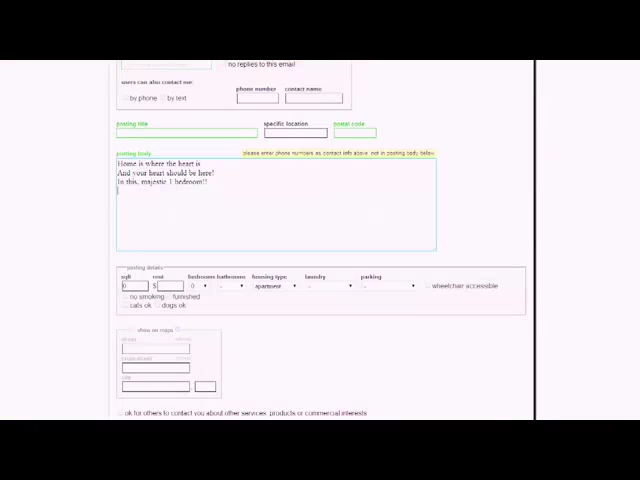 no replies to this email
users can also contact me:
by phone by text
phone number contact name
posting title specific location postal code
posting body please enter phone numbers as contact info above, not in posting body below
Home is where the heart is
And your heart should be here!
In this, majestic 1 bedroom!!
posting details
sqft rent bedrooms bathrooms housing type laundry parking
0 $ 0 - apartment - - wheelchair accessible
no smoking furnished
cats ok dogs ok
show on maps
street
cross street
city
ok for others to contact you about other services, products or commercial interests